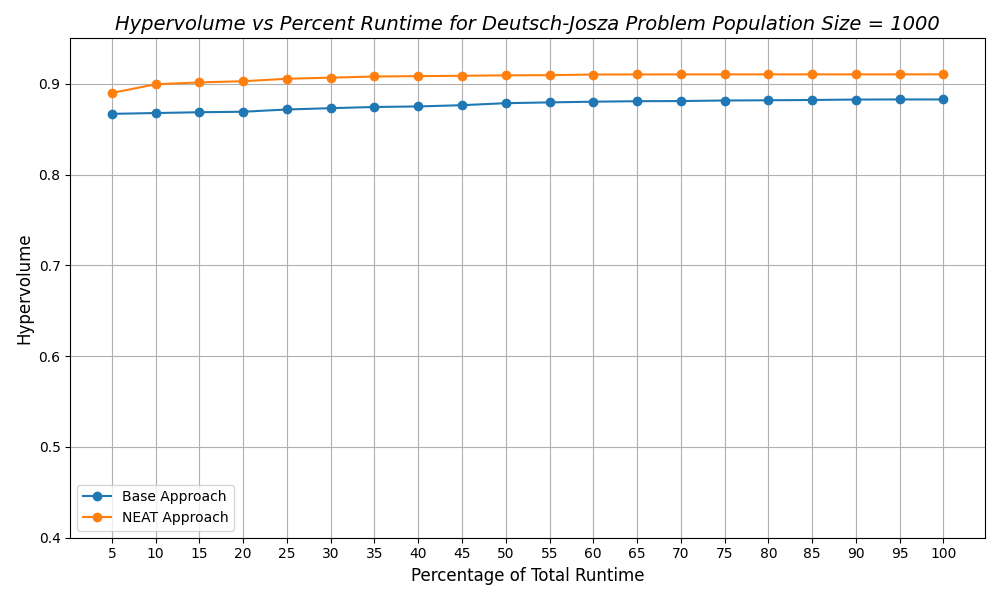 Hypervolume vs Percent Runtime for Deutsch-Josza Problem Population Size = 1000
Hypervolume
0.9
0.8
0.7
0.6
0.5
0.4
Base Approach
NEAT Approach
5 10 15 20 25 30 35 40 45 50 55 60 65 70 75 80 85 90 95 100
Percentage of Total Runtime